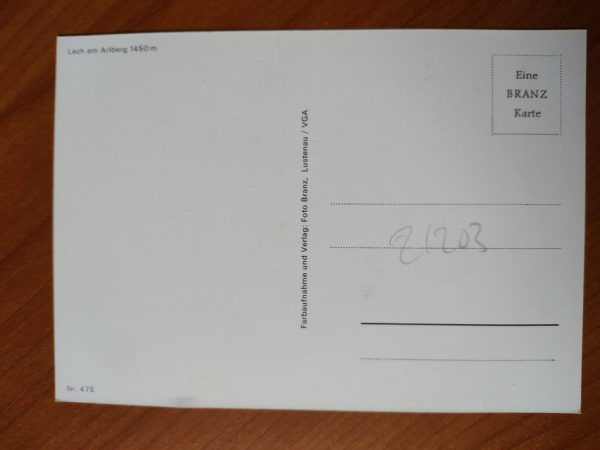 Lech am Arlberg 1450 m
Eine
BRANZ
Karte
Farbaufnahme und Verlag: Foto Branz, Lustenau / VGA
21203
Nr. 475